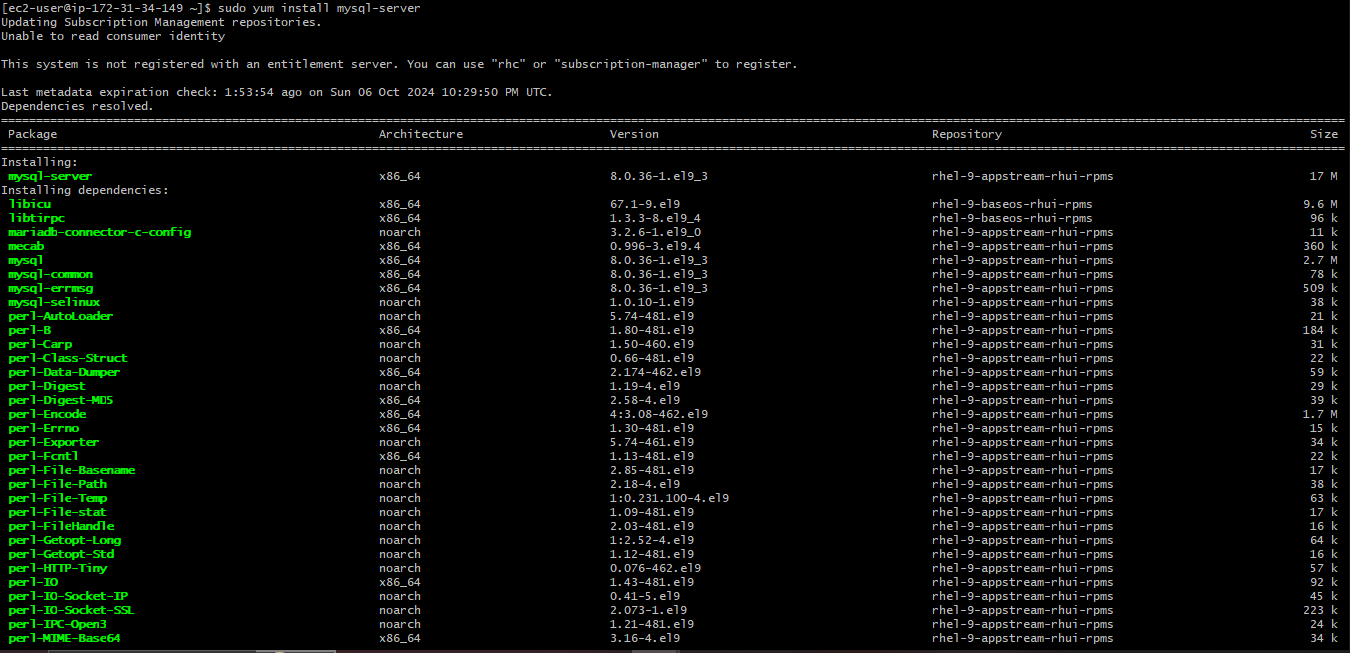 [ec2-user@ip-172-31-34-149 ~]$ sudo yum install mysql-server
Updating Subscription Management repositories.
Unable to read consumer identity
This system is not registered with an entitlement server. You can use "rhc" or "subscription-manager" to register.
Last metadata expiration check: 1:53:54 ago on Sun 06 Oct 2024 10:29:50 PM UTC.
Dependencies resolved.
Package Architecture Version Repository Size
Installing:
mysql-server x86_64 8.0.36-1.el9_3 rhel-9-appstream-rhui-rpms 17 M
Installing dependencies:
libicu x86_64 67.1-9.el9 rhel-9-baseos-rhui-rpms 9.6 M
libtirpc x86_64 1.3.3-8.el9_4 rhel-9-baseos-rhui-rpms 96 k
mariadb-connector-c-config noarch 3.2.6-1.el9_0 rhel-9-appstream-rhui-rpms 11 k
mecab x86_64 0.996-3.el9.4 rhel-9-appstream-rhui-rpms 360 k
mysql x86_64 8.0.36-1.el9_3 rhel-9-appstream-rhui-rpms 2.7 M
mysql-common x86_64 8.0.36-1.el9_3 rhel-9-appstream-rhui-rpms 78 k
mysql-errmsg x86_64 8.0.36-1.el9_3 rhel-9-appstream-rhui-rpms 509 k
mysql-selinux noarch 1.0.10-1.el9 rhel-9-appstream-rhui-rpms 38 k
perl-AutoLoader noarch 5.74-481.el9 rhel-9-appstream-rhui-rpms 21 k
perl-B x86_64 1.80-481.el9 rhel-9-appstream-rhui-rpms 184 k
perl-Carp noarch 1.50-460.el9 rhel-9-appstream-rhui-rpms 31 k
perl-Class-Struct noarch 0.66-481.el9 rhel-9-appstream-rhui-rpms 22 k
perl-Data-Dumper x86_64 2.174-462.el9 rhel-9-appstream-rhui-rpms 59 k
perl-Digest noarch 1.19-4.el9 rhel-9-appstream-rhui-rpms 29 k
perl-Digest-MD5 x86_64 2.58-4.el9 rhel-9-appstream-rhui-rpms 39 k
perl-Encode x86_64 4:3.08-462.el9 rhel-9-appstream-rhui-rpms 1.7 M
perl-Errno x86_64 1.30-481.el9 rhel-9-appstream-rhui-rpms 15 k
perl-Exporter noarch 5.74-461.el9 rhel-9-appstream-rhui-rpms 34 k
perl-Fcntl x86_64 1.13-481.el9 rhel-9-appstream-rhui-rpms 22 k
perl-File-Basename noarch 2.85-481.el9 rhel-9-appstream-rhui-rpms 17 k
perl-File-Path noarch 2.18-4.el9 rhel-9-appstream-rhui-rpms 38 k
perl-File-Temp noarch 1:0.231.100-4.el9 rhel-9-appstream-rhui-rpms 63 k
perl-File-stat noarch 1.09-481.el9 rhel-9-appstream-rhui-rpms 17 k
perl-FileHandle noarch 2.03-481.el9 rhel-9-appstream-rhui-rpms 16 k
perl-Getopt-Long noarch 1:2.52-4.el9 rhel-9-appstream-rhui-rpms 64 k
perl-Getopt-Std noarch 1.12-481.el9 rhel-9-appstream-rhui-rpms 16 k
perl-HTTP-Tiny noarch 0.076-462.el9 rhel-9-appstream-rhui-rpms 57 k
perl-IO x86_64 1.43-481.el9 rhel-9-appstream-rhui-rpms 92 k
perl-IO-Socket-IP noarch 0.41-5.el9 rhel-9-appstream-rhui-rpms 45 k
perl-IO-Socket-SSL noarch 2.073-1.el9 rhel-9-appstream-rhui-rpms 223 k
perl-IPC-Open3 noarch 1.21-481.el9 rhel-9-appstream-rhui-rpms 24 k
perl-MIME-Base64 x86_64 3.16-4.el9 rhel-9-appstream-rhui-rpms 34 k